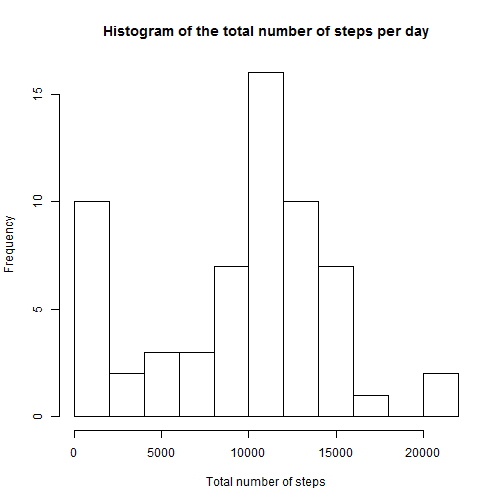 Histogram of the total number of steps per day
Frequency
15
10
5
0
0 5000 10000 15000 20000
Total number of steps